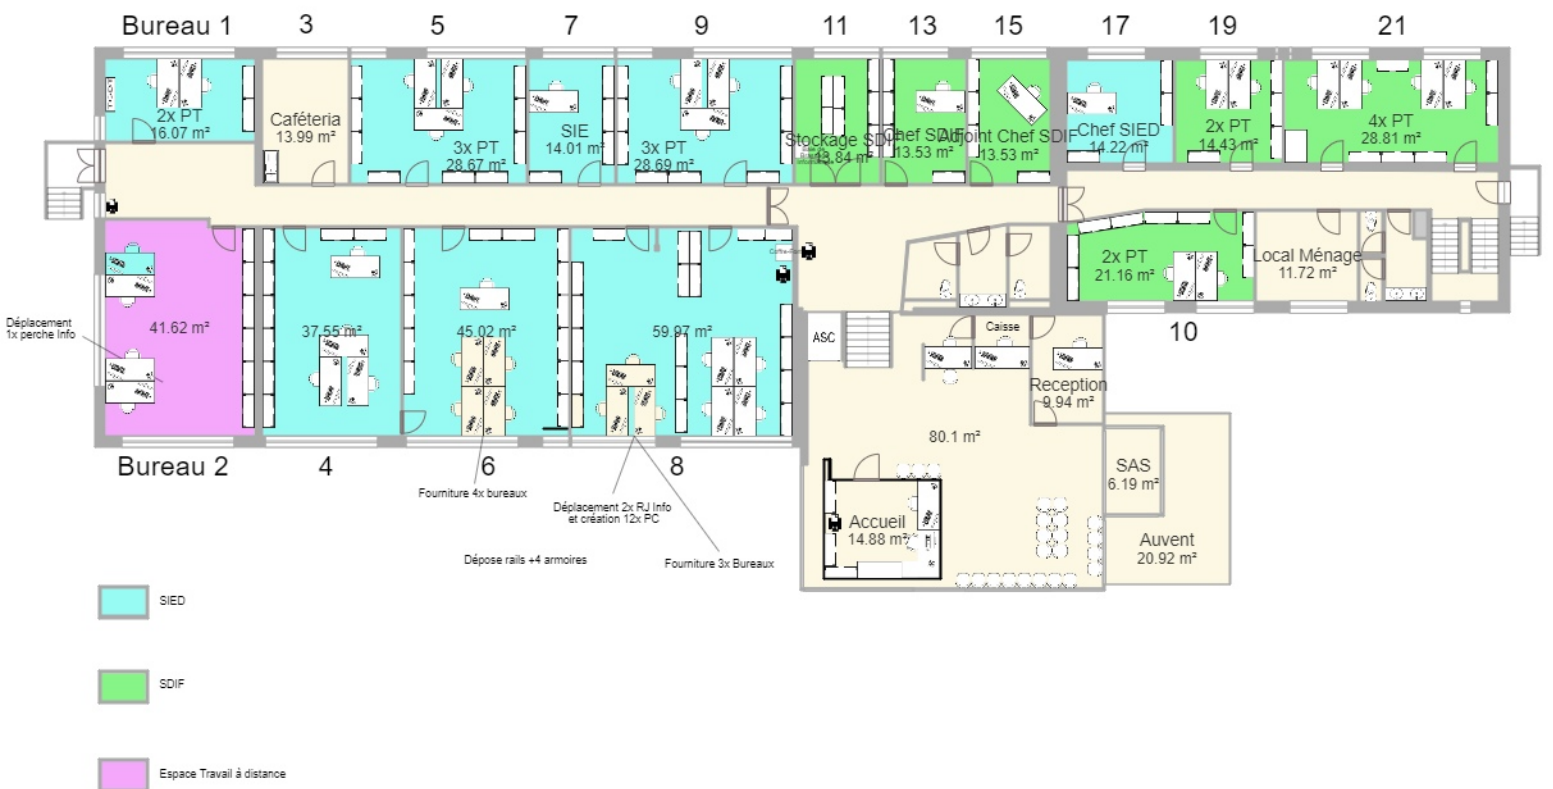 Bureau 1
3
5
7
9
11
13
15
17
19
21
2x PT
16.07 m²
Caféteria
13.99 m²
3x PT
28.67 m²
SIE
14.01 m²
3x PT
28.69 m²
Stockage SDIF
13.84 m²
Chef SDIF
13.53 m²
Adjoint Chef SDIF
13.53 m²
Chef SIED
14.22 m²
2x PT
14.43 m²
4x PT
28.81 m²
41.62 m²
37.55 m²
45.02 m²
59.97 m²
2x PT
21.16 m²
Local Ménage
11.72 m²
10
Déplacement
1x perche Info
ASC
Caisse
Reception
9.94 m²
80.1 m²
SAS
6.19 m²
Accueil
14.88 m²
Auvent
20.92 m²
Bureau 2
4
6
8
Fourniture 4x bureaux
Déplacement 2x RJ Info
et création 12x PC
Dépose rails +4 armoires
Fourniture 3x Bureaux
SIED
SDIF
Espace Travail à distance